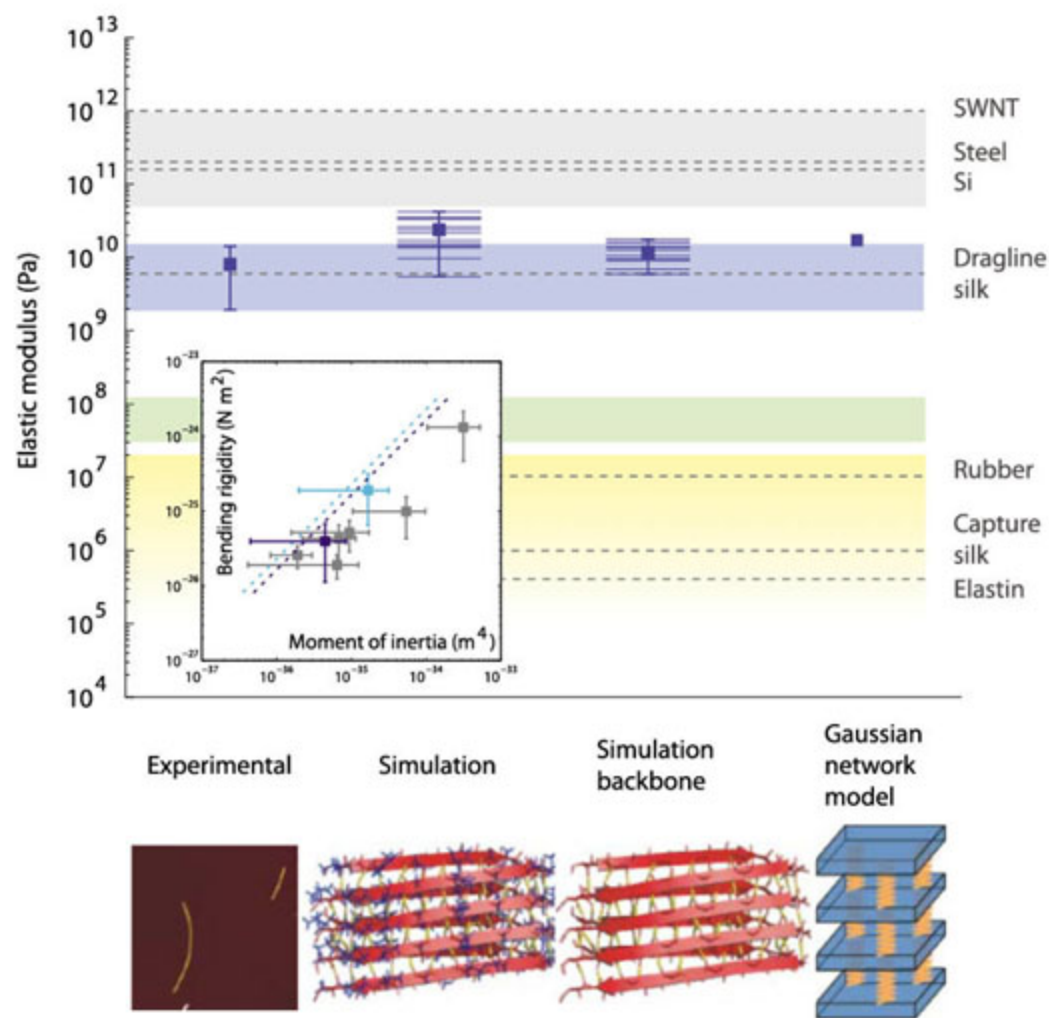 10^13
10^12
10^11
10^10
10^9
10^8
10^7
10^6
10^5
10^4
Elastic modulus (Pa)
SWNT
Steel
Si
Dragline
silk
Rubber
Capture
silk
Elastin
10^-23
10^-24
10^-25
10^-26
10^-27
Bending rigidity (N m^2)
Moment of inertia (m^4)
10^-37
10^-36
10^-35
10^-34
10^-33
Experimental
Simulation
Simulation
backbone
Gaussian
network
model